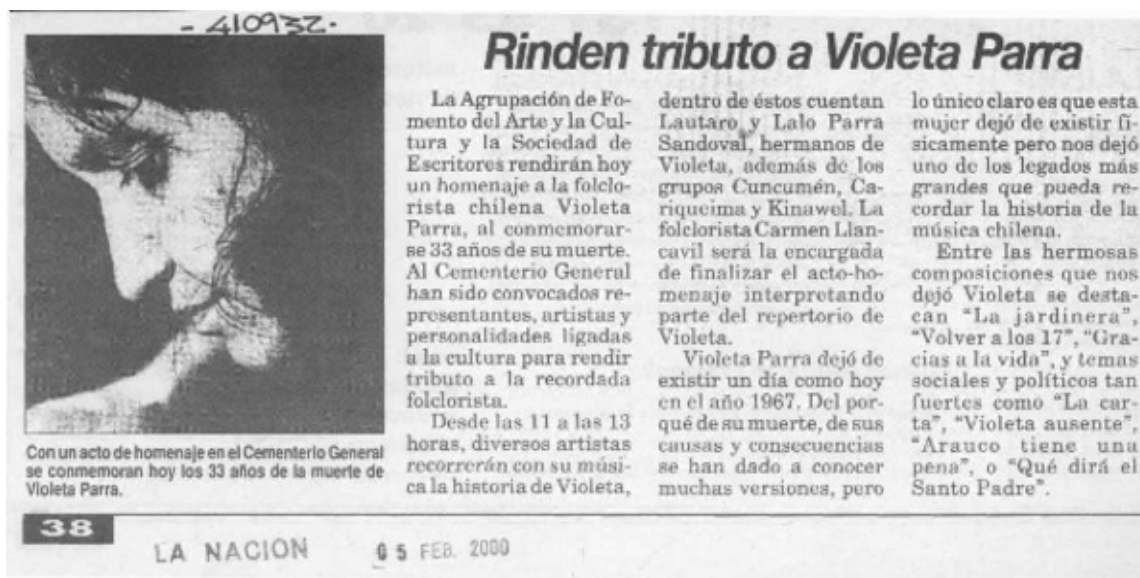 - 410932.
Rinden tributo a Violeta Parra
La Agrupación de Fo-
mento del Arte y la Cul-
tura y la Sociedad de
Escritores rendirán hoy
un homenaje a la folclo-
rista chilena Violeta
Parra, al conmemorar-
se 33 años de su muerte.
Al Cementerio General
han sido convocados re-
presentantes, artistas y
personalidades ligadas
a la cultura para rendir
tributo a la recordada
folclorista.
Desde las 11 a las 13
horas, diversos artistas
recorrerán con su músi-
ca la historia de Violeta,
dentro de éstos cuentan
Lautaro y Lalo Parra
Sandoval, hermanos de
Violeta, además de los
grupos Cuncumén, Ca-
riqueima y Kinawel. La
folclorista Carmen Llan-
cavil será la encargada
de finalizar el acto-ho-
menaje interpretando
parte del repertorio de
Violeta.
Violeta Parra dejó de
existir un día como hoy
en el año 1967. Del por-
qué de su muerte, de sus
causas y consecuencias
se han dado a conocer
muchas versiones, pero
lo único claro es que esta
mujer dejó de existir fí-
sicamente pero nos dejó
uno de los legados más
grandes que pueda re-
cordar la historia de la
música chilena.
Entre las hermosas
composiciones que nos
dejó Violeta se desta-
can "La jardinera",
"Volver a los 17", "Gra-
cias a la vida", y temas
sociales y políticos tan
fuertes como "La car-
ta", "Violeta ausente",
"Arauco tiene una
pena", o "Qué dirá el
Santo Padre".
Con un acto de homenaje en el Cementerio General
se conmemoran hoy los 33 años de la muerte de
Violeta Parra.
38
LA NACION 05 FEB. 2000